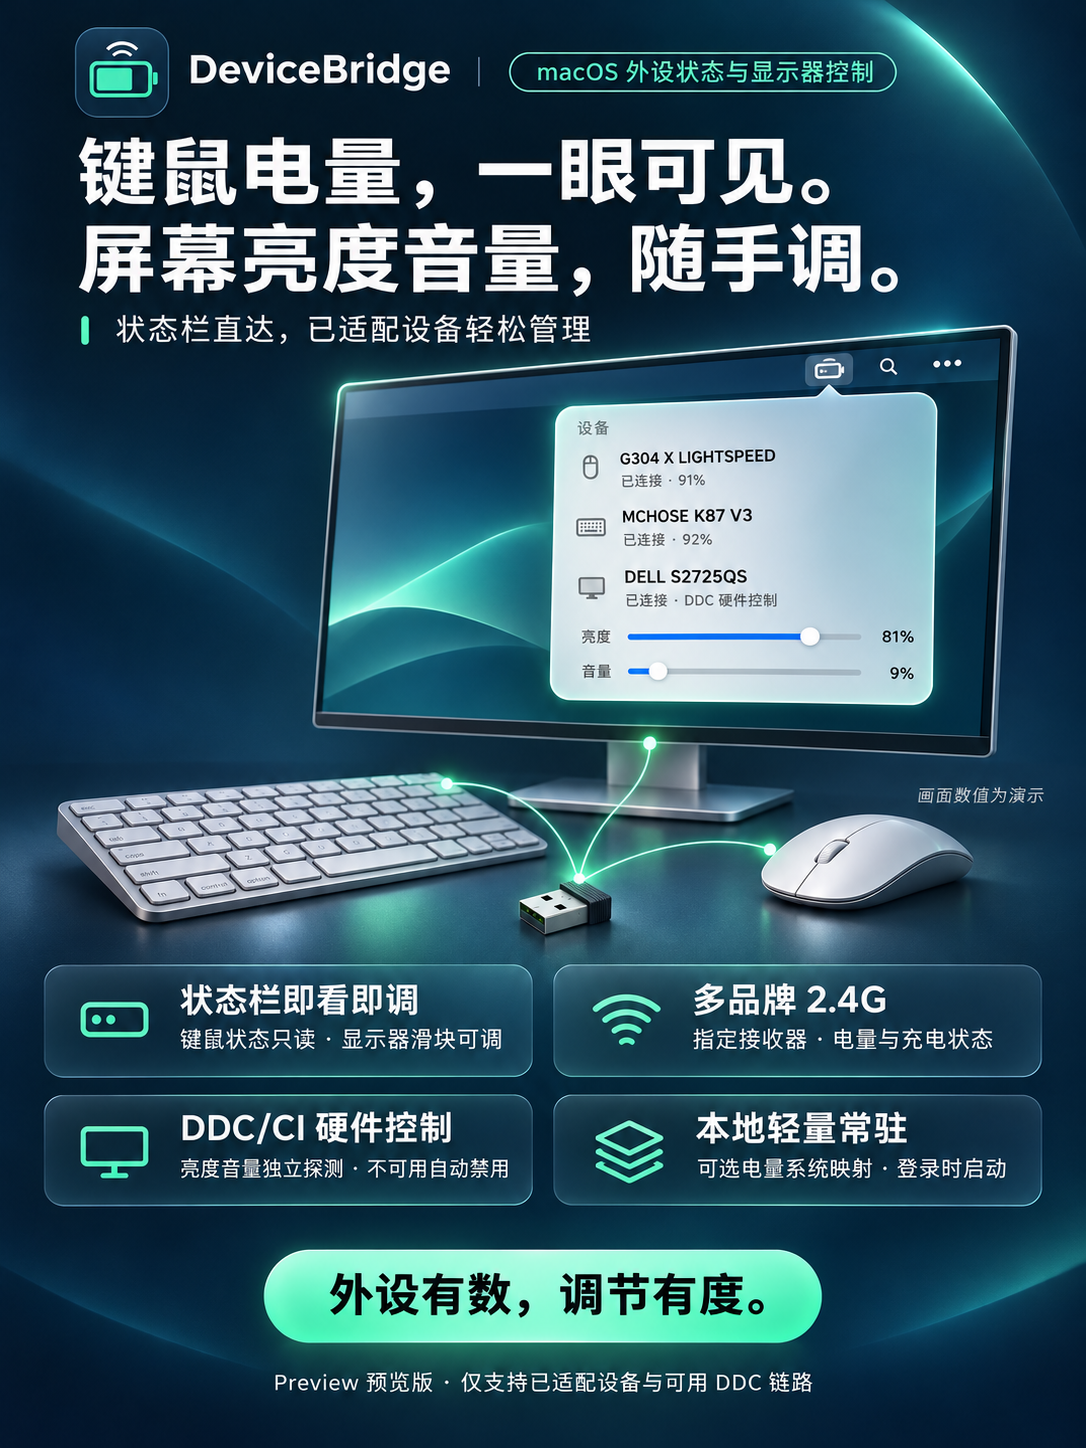 DeviceBridge
macOS 外设状态与显示器控制
键鼠电量，一眼可见。
屏幕亮度音量，随手调。
状态栏直达，已适配设备轻松管理
设备
G304 X LIGHTSPEED
已连接 · 91%
MCHOSE K87 V3
已连接 · 92%
DELL S2725QS
已连接 · DDC 硬件控制
亮度 81%
音量 9%
画面数值为演示
caps
shift
fn control option
状态栏即看即调
键鼠状态只读 · 显示器滑块可调
多品牌 2.4G
指定接收器 · 电量与充电状态
DDC/CI 硬件控制
亮度音量独立探测 · 不可用自动禁用
本地轻量常驻
可选电量系统映射 · 登录时启动
外设有数，调节有度。
Preview 预览版 · 仅支持已适配设备与可用 DDC 链路